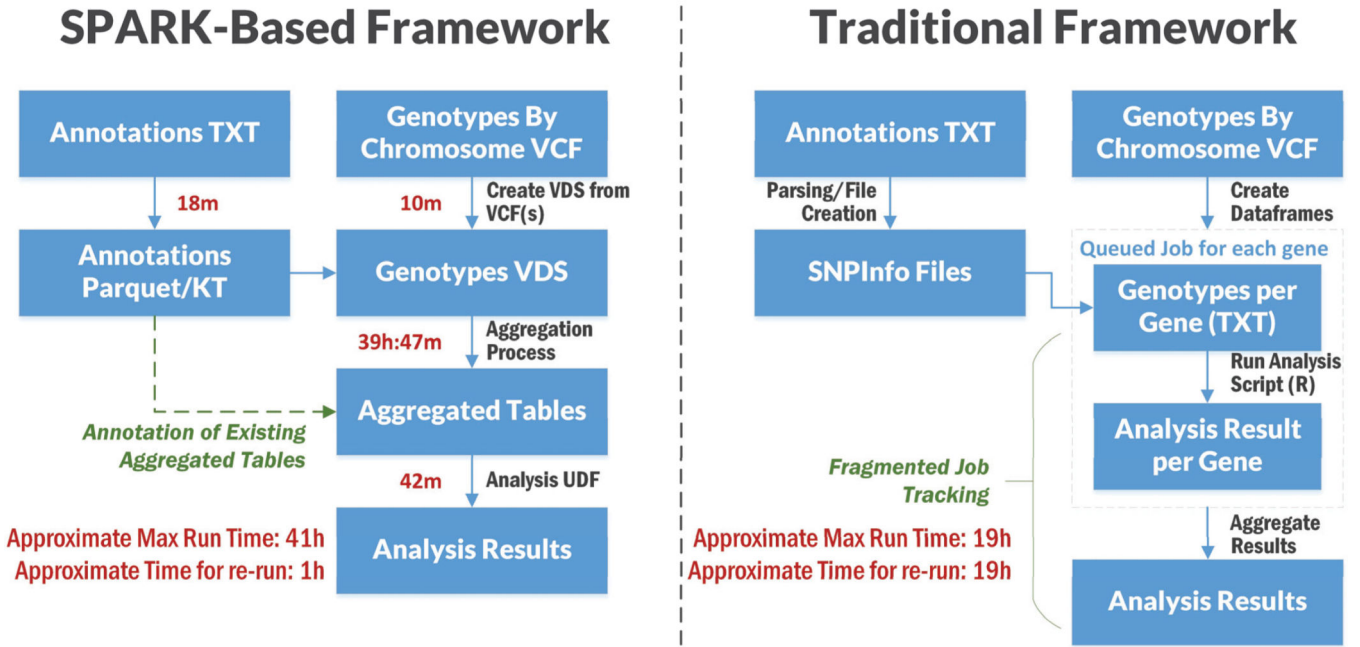 SPARK-Based Framework
Annotations TXT
Genotypes By
Chromosome VCF
18m
10m
Create VDS from
VCF(s)
Annotations
Parquet/KT
Genotypes VDS
39h:47m
Aggregation
Process
Aggregated Tables
Annotation of Existing
Aggregated Tables
42m
Analysis UDF
Analysis Results
Approximate Max Run Time: 41h
Approximate Time for re-run: 1h
Traditional Framework
Annotations TXT
Genotypes By
Chromosome VCF
Parsing/File
Creation
Create
Dataframes
SNPInfo Files
Queued Job for each gene
Genotypes per
Gene (TXT)
Run Analysis
Script (R)
Analysis Result
per Gene
Fragmented Job
Tracking
Aggregate
Results
Approximate Max Run Time: 19h
Approximate Time for re-run: 19h
Analysis Results